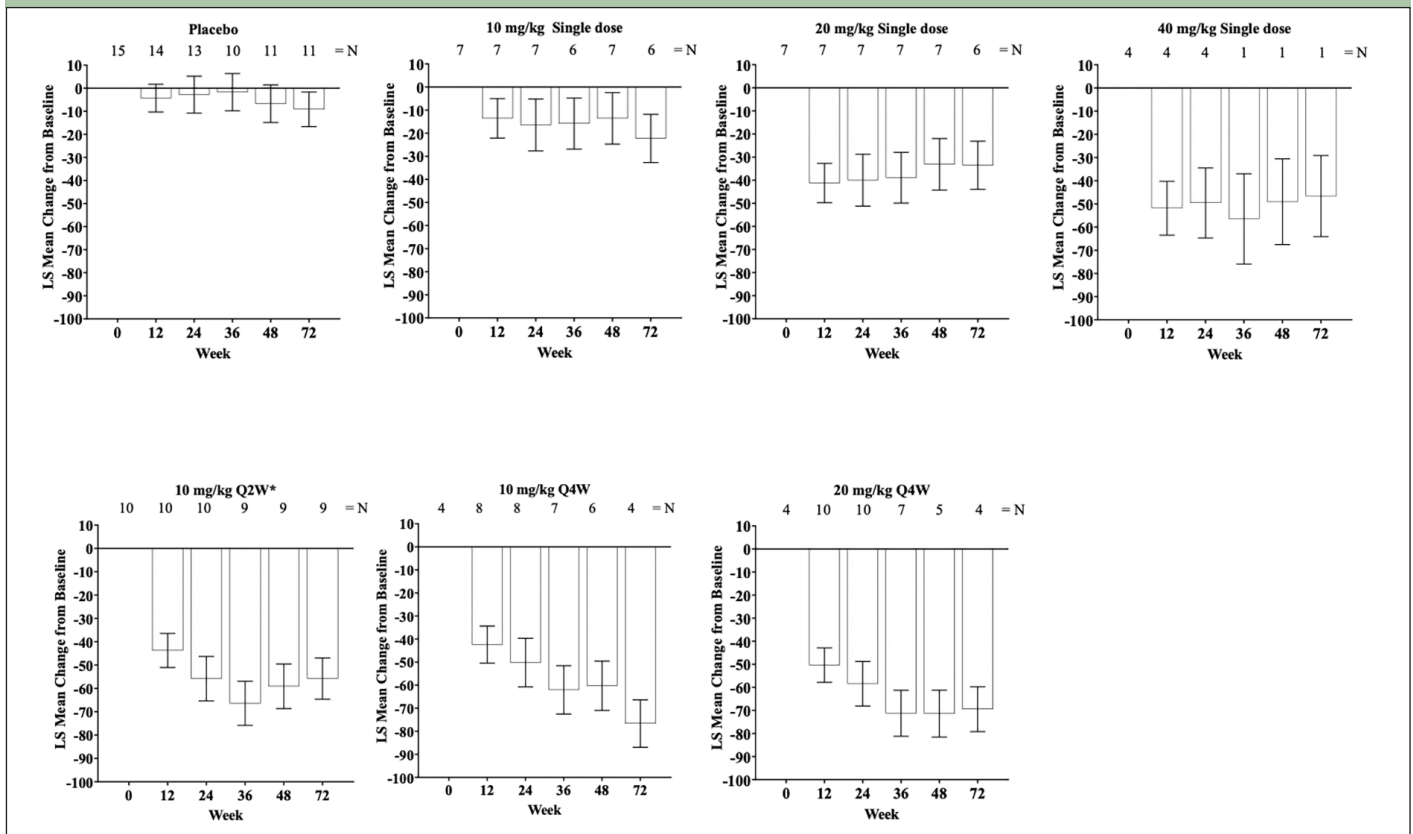 Placebo
15 14 13 10 11 11 = N
LS Mean Change from Baseline
10
0
-10
-20
-30
-40
-50
-60
-70
-80
-90
-100
0 12 24 36 48 72
Week
10 mg/kg Single dose
7 7 7 6 7 6 = N
LS Mean Change from Baseline
10
0
-10
-20
-30
-40
-50
-60
-70
-80
-90
-100
0 12 24 36 48 72
Week
20 mg/kg Single dose
7 7 7 7 7 6 = N
LS Mean Change from Baseline
10
0
-10
-20
-30
-40
-50
-60
-70
-80
-90
-100
0 12 24 36 48 72
Week
40 mg/kg Single dose
4 4 4 1 1 1 = N
LS Mean Change from Baseline
10
0
-10
-20
-30
-40
-50
-60
-70
-80
-90
-100
0 12 24 36 48 72
Week
10 mg/kg Q2W*
10 10 10 9 9 9 = N
LS Mean Change from Baseline
10
0
-10
-20
-30
-40
-50
-60
-70
-80
-90
-100
0 12 24 36 48 72
Week
10 mg/kg Q4W
4 8 8 7 6 4 = N
LS Mean Change from Baseline
10
0
-10
-20
-30
-40
-50
-60
-70
-80
-90
-100
0 12 24 36 48 72
Week
20 mg/kg Q4W
4 10 10 7 5 4 = N
LS Mean Change from Baseline
10
0
-10
-20
-30
-40
-50
-60
-70
-80
-90
-100
0 12 24 36 48 72
Week